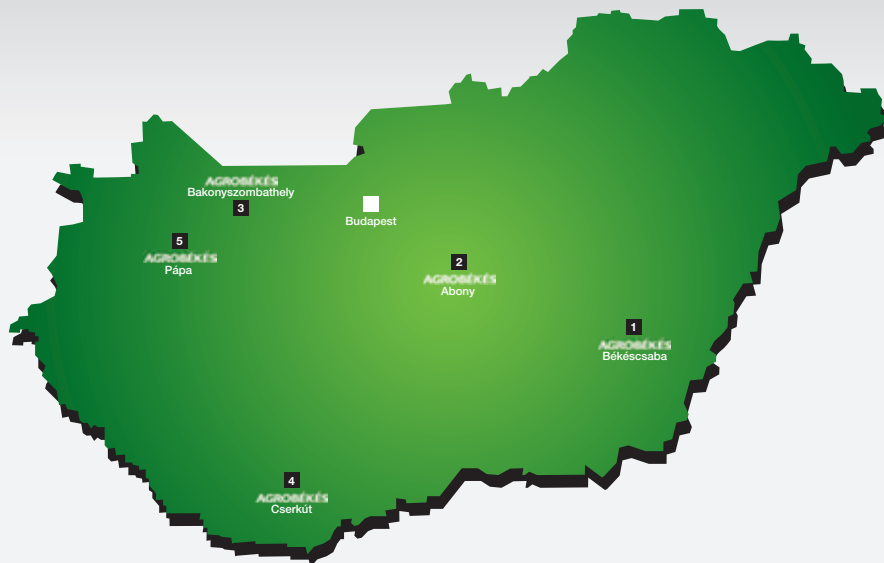 AGROBÉKÉS
Bakonyszombathely
3
Budapest
5
AGROBÉKÉS
Pápa
2
AGROBÉKÉS
Abony
1
AGROBÉKÉS
Békéscsaba
4
AGROBÉKÉS
Cserkút